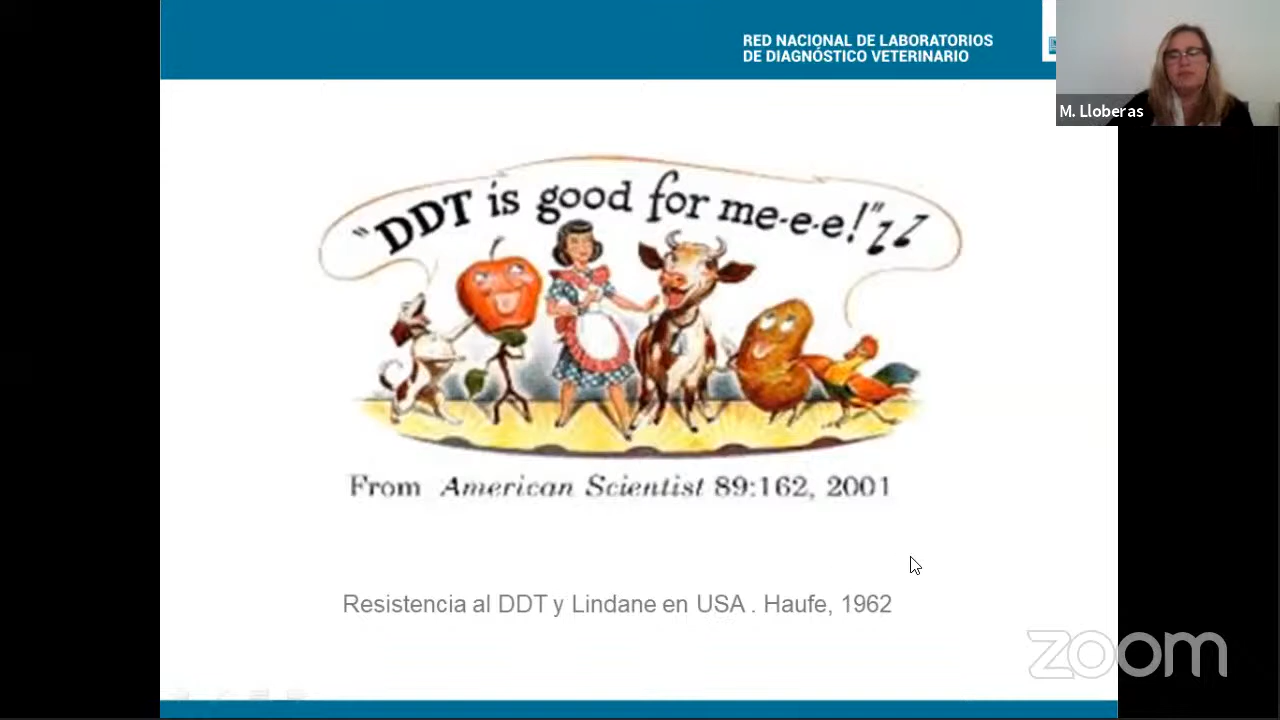 RED NACIONAL DE LABORATORIOS
DE DIAGNÓSTICO VETERINARIO
M. Lloberas
"DDT is good for me-e-e!"
From American Scientist 89:162, 2001
Resistencia al DDT y Lindane en USA . Haufe, 1962
zoom